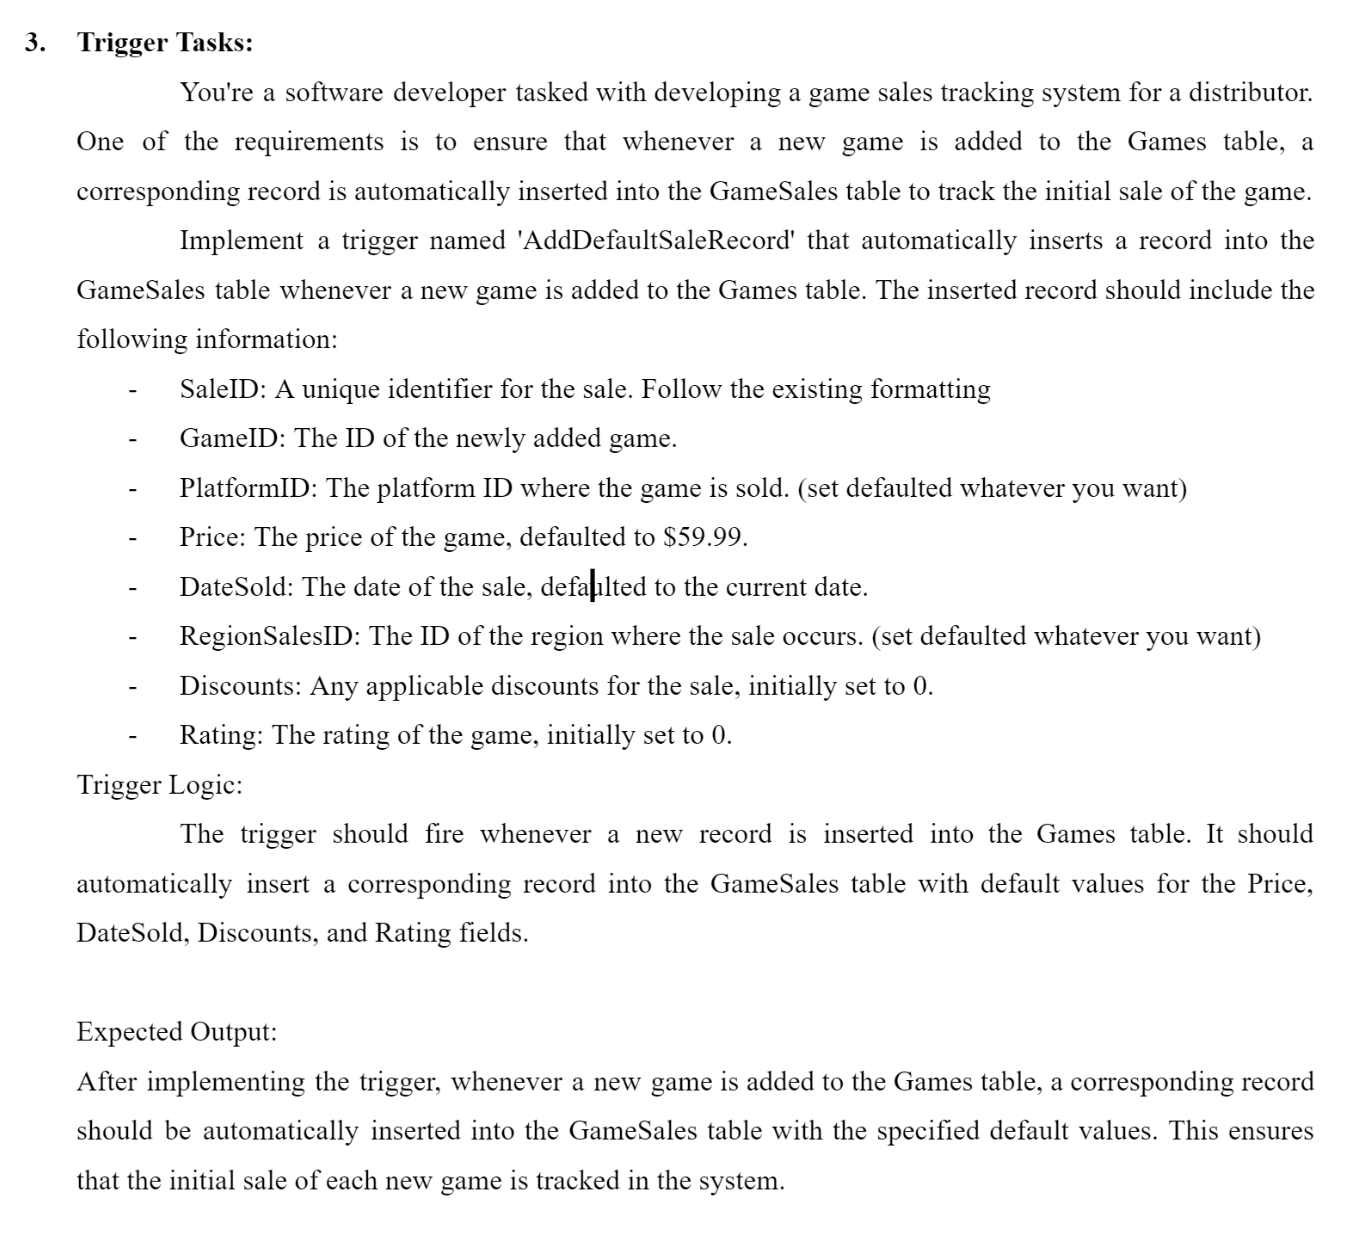 3. Trigger Tasks:
You're a software developer tasked with developing a game sales tracking system for a distributor.
One of the requirements is to ensure that whenever a new game is added to the Games table, a
corresponding record is automatically inserted into the GameSales table to track the initial sale of the game.
Implement a trigger named 'AddDefaultSaleRecord' that automatically inserts a record into the
GameSales table whenever a new game is added to the Games table. The inserted record should include the
following information:
- SaleID: A unique identifier for the sale. Follow the existing formatting
- GameID: The ID of the newly added game.
- PlatformID: The platform ID where the game is sold. (set defaulted whatever you want)
- Price: The price of the game, defaulted to $59.99.
- DateSold: The date of the sale, defaulted to the current date.
- RegionSalesID: The ID of the region where the sale occurs. (set defaulted whatever you want)
- Discounts: Any applicable discounts for the sale, initially set to 0.
- Rating: The rating of the game, initially set to 0.
Trigger Logic:
The trigger should fire whenever a new record is inserted into the Games table. It should
automatically insert a corresponding record into the GameSales table with default values for the Price,
DateSold, Discounts, and Rating fields.
Expected Output:
After implementing the trigger, whenever a new game is added to the Games table, a corresponding record
should be automatically inserted into the GameSales table with the specified default values. This ensures
that the initial sale of each new game is tracked in the system.